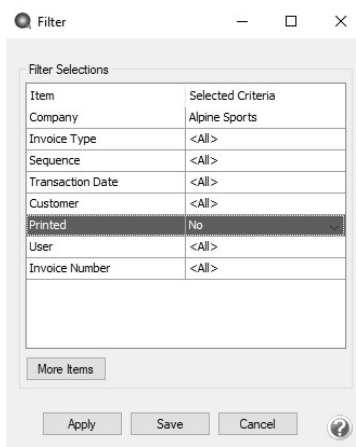 Filter
Filter Selections
Item Selected Criteria
Company Alpine Sports
Invoice Type <All>
Sequence <All>
Transaction Date <All>
Customer <All>
Printed No
User <All>
Invoice Number <All>
More Items
Apply Save Cancel ?